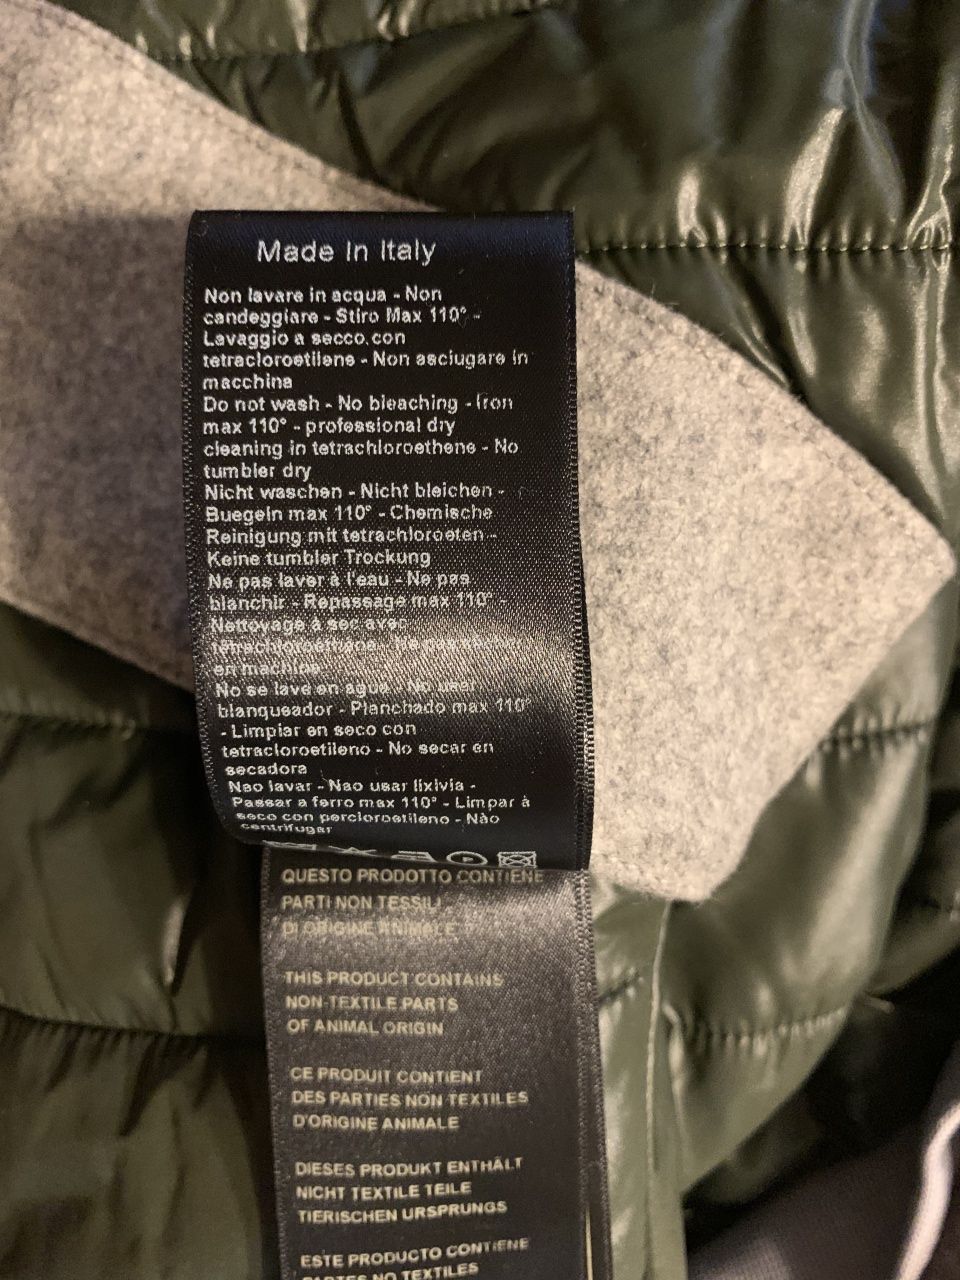 Made In Italy
Non lavare in acqua - Non
candeggiare - Stiro Max 110° -
Lavaggio a secco con
tetracloroetilene - Non asciugare in
macchina
Do not wash - No bleaching - Iron
max 110° - professional dry
cleaning in tetrachloroethene - No
tumbler dry
Nicht waschen - Nicht bleichen -
Buegeln max 110° - Chemische
Reinigung mit tetrachloroeten -
Keine tumbler Trockung
Ne pas laver à l'eau - Ne pas
blanchir - Repassage max 110° -
Nettoyage à sec avec
en machine
No se lave en agua - No usar
blanqueador - Planchado max 110°
- Limpiar en seco con
tetracloroetileno - No secar en
secadora
Nao lavar - Nao usar lixivia -
Passar a ferro max 110° - Limpar à
seco con percloroetileno - Não
centrifugar
QUESTO PRODOTTO CONTIENE
PARTI NON TESSILI
DI ORIGINE ANIMALE
THIS PRODUCT CONTAINS
NON-TEXTILE PARTS
OF ANIMAL ORIGIN
CE PRODUIT CONTIENT
DES PARTIES NON TEXTILES
D'ORIGINE ANIMALE
DIESES PRODUKT ENTHÄLT
NICHT TEXTILE TEILE
TIERISCHEN URSPRUNGS
ESTE PRODUCTO CONTIENE
PARTES NO TEXTILES